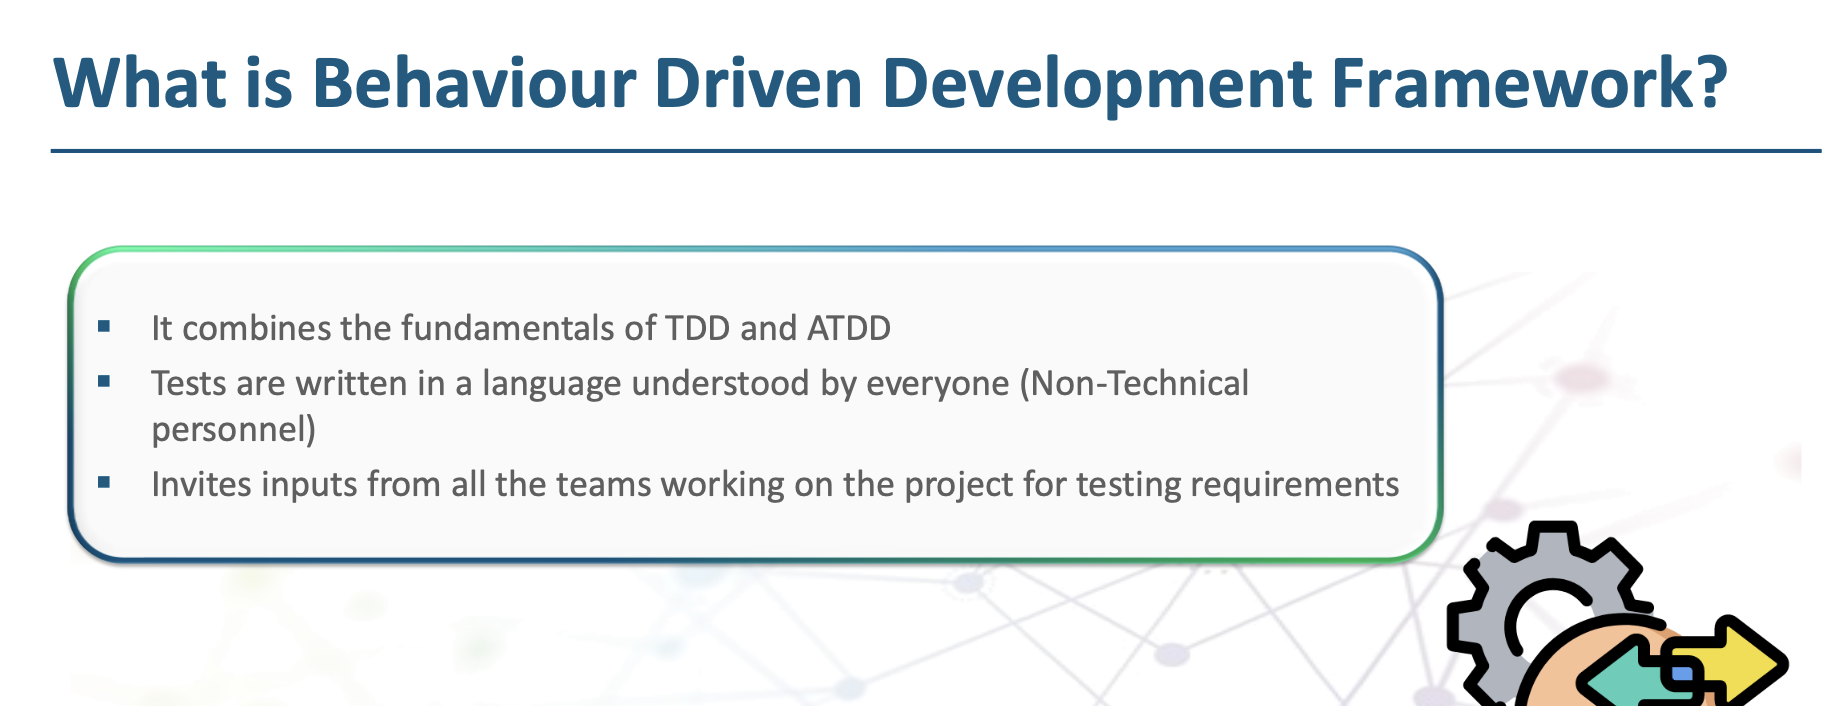 What is Behaviour Driven Development Framework?
▪ It combines the fundamentals of TDD and ATDD
▪ Tests are written in a language understood by everyone (Non-Technical
personnel)
▪ Invites inputs from all the teams working on the project for testing requirements